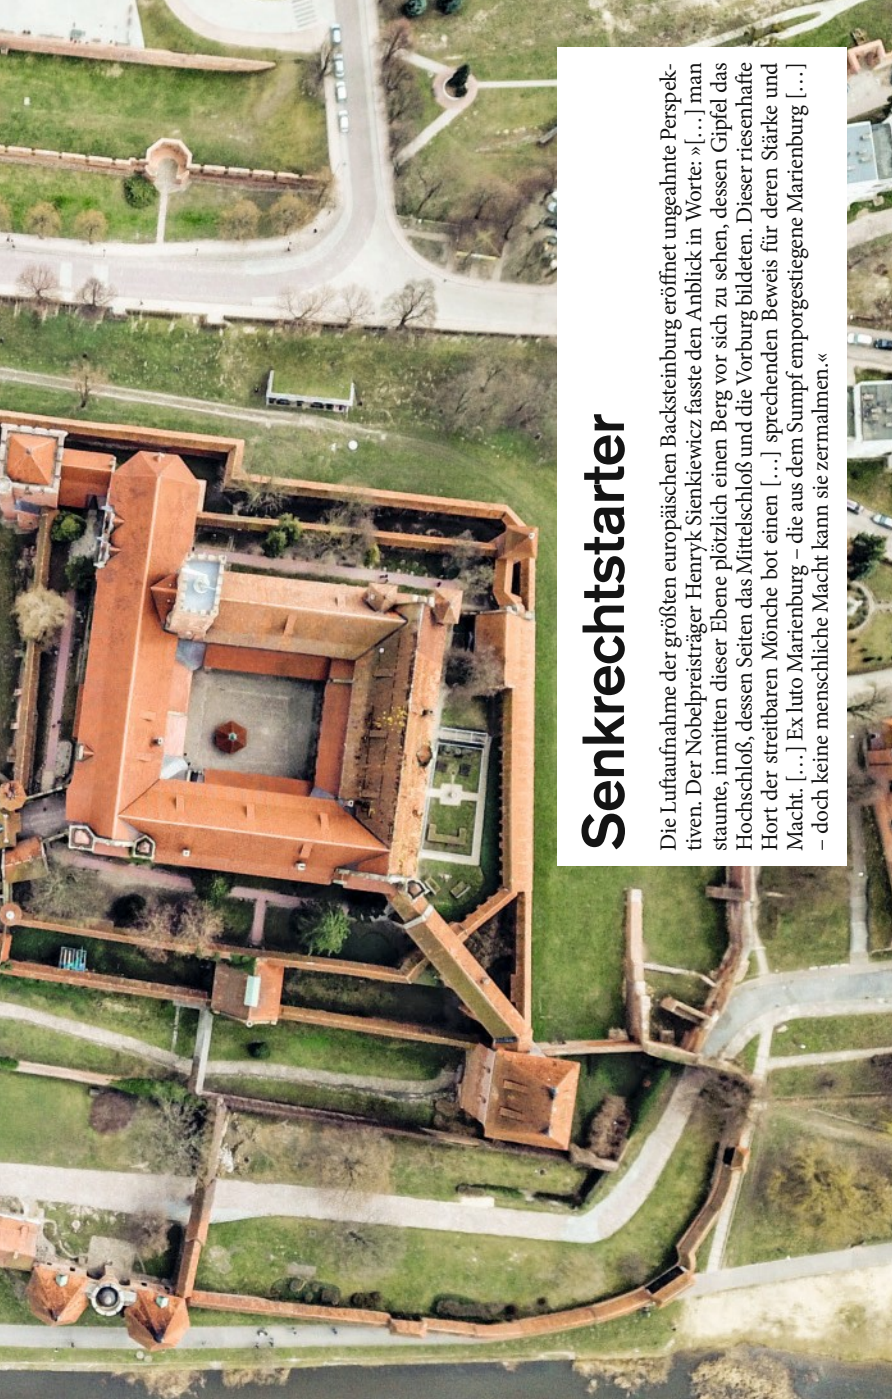 Senkrechtstarter
Die Luftaufnahme der größten europäischen Backsteinburg eröffnet ungeahnte Perspek-
tiven. Der Nobelpreisträger Henryk Sienkiewicz fasste den Anblick in Worte: »[…] man
staunte, inmitten dieser Ebene plötzlich einen Berg vor sich zu sehen, dessen Gipfel das
Hochschloß, dessen Seiten das Mittelschloß und die Vorburg bildeten. Dieser riesenhafte
Hort der streitbaren Mönche bot einen […] sprechenden Beweis für deren Stärke und
Macht. […] Ex luto Marienburg – die aus dem Sumpf emporgestiegene Marienburg […]
– doch keine menschliche Macht kann sie zermalmen.«